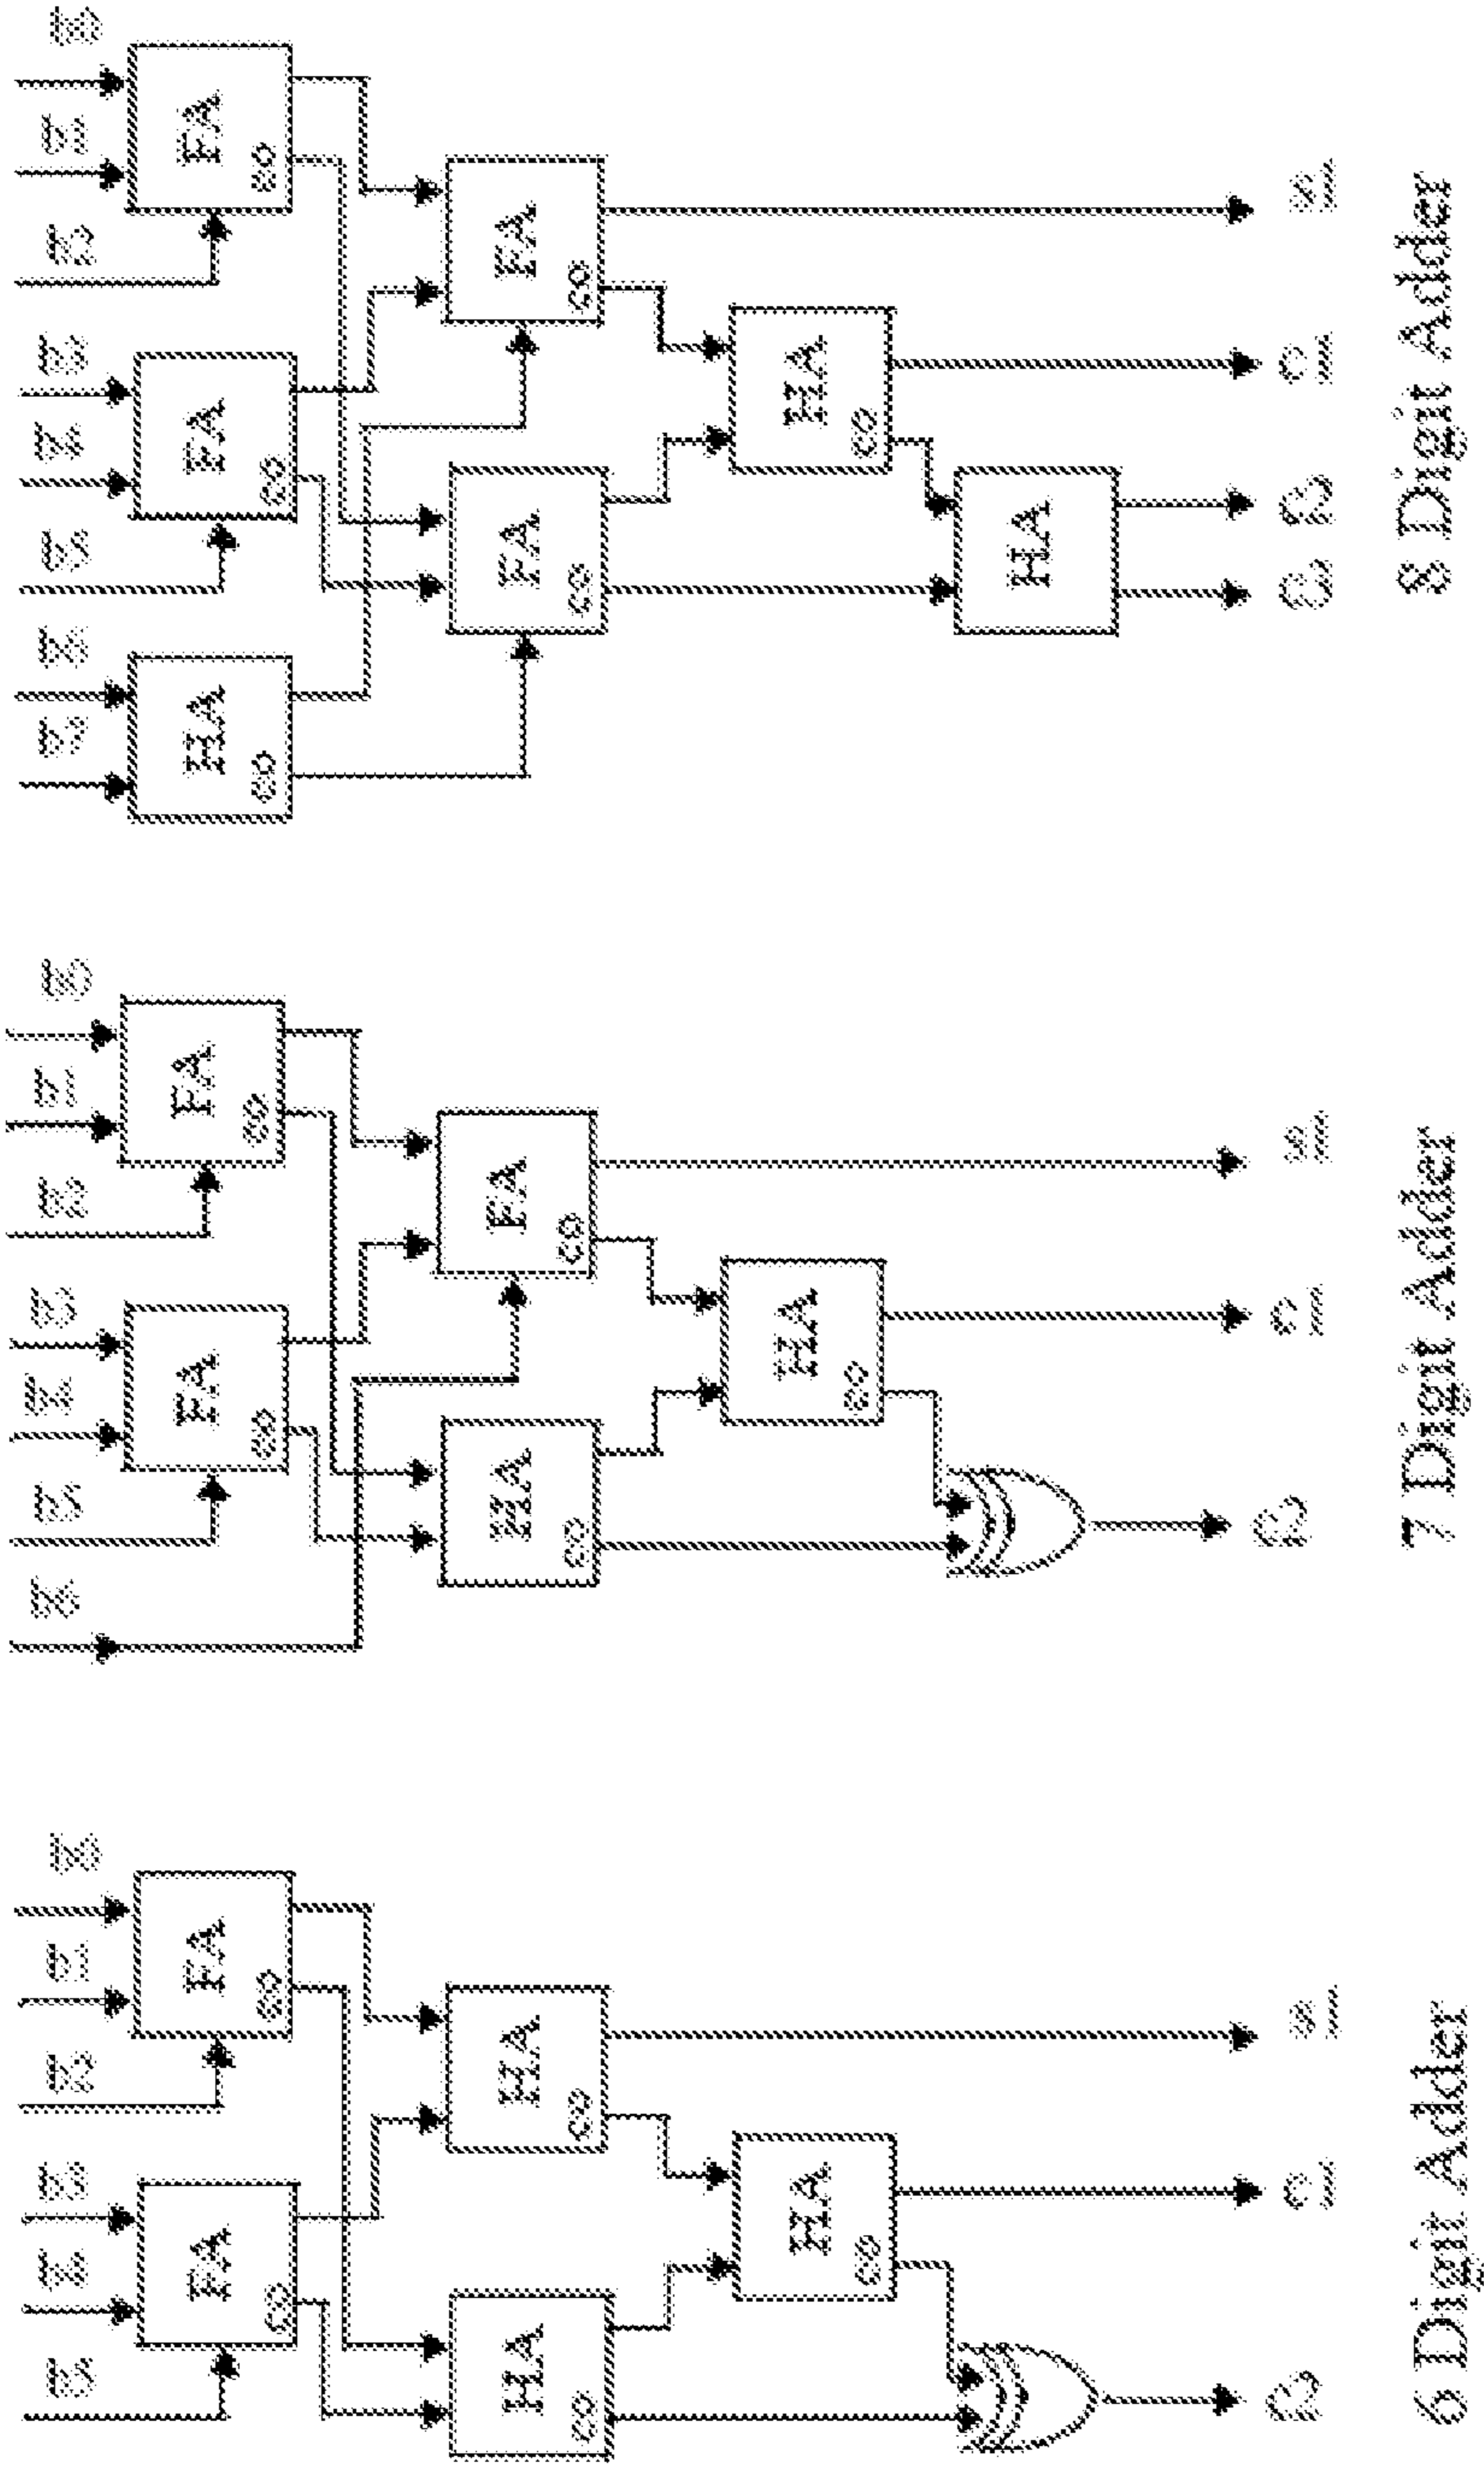 b5 b4 b3 b2 b1 b0
FA FA
co co
HA HA
co co
HA
co
c2 c1 s1
6 Digit Adder
b6 b5 b4 b3 b2 b1 b0
FA FA
co co
HA FA
co co
HA
co
c2 c1 s1
7 Digit Adder
b7 b6 b5 b4 b3 b2 b1 b0
HA FA FA
co co co
FA FA
co co
HA
co
HA
c3 c2 c1 s1
8 Digit Adder